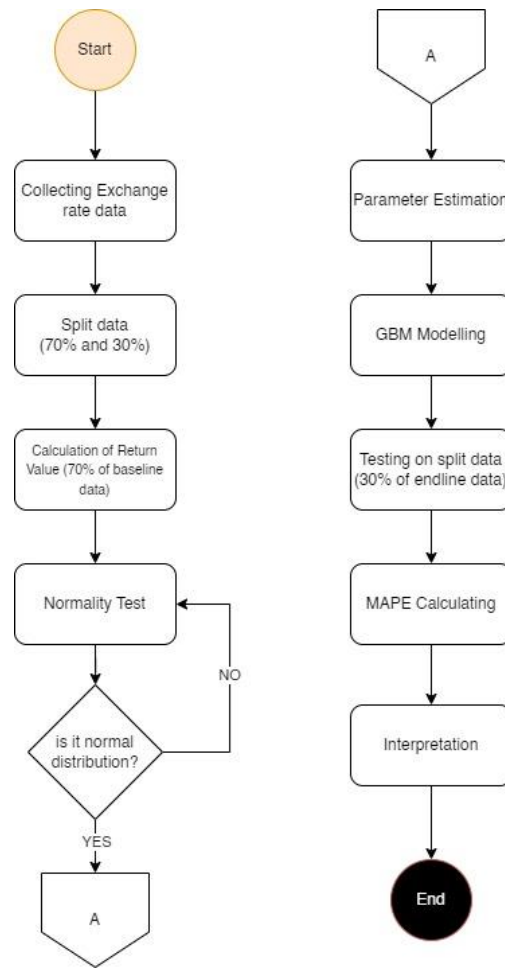 Start
Collecting Exchange
rate data
Split data
(70% and 30%)
Calculation of Return
Value (70% of baseline
data)
Normality Test
NO
is it normal
distribution?
YES
A
A
Parameter Estimation
GBM Modelling
Testing on split data
(30% of endline data)
MAPE Calculating
Interpretation
End